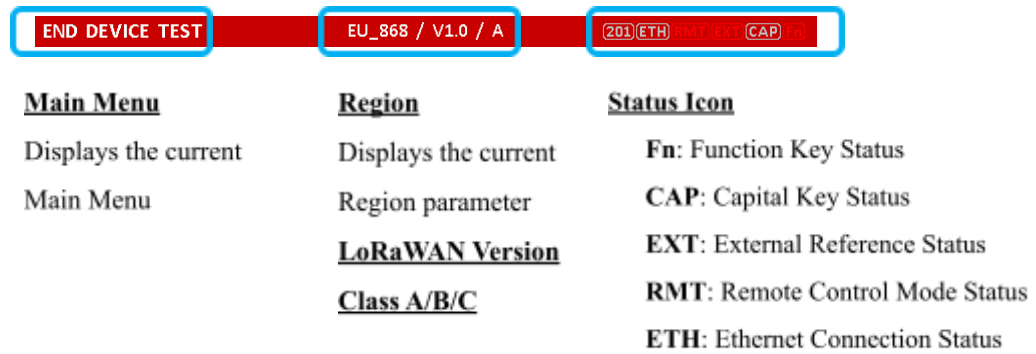 END DEVICE TEST
EU_868 / V1.0 / A
201 ETH RMT EXT CAP Fn
Main Menu
Displays the current
Main Menu
Region
Displays the current
Region parameter
LoRaWAN Version
Class A/B/C
Status Icon
Fn: Function Key Status
CAP: Capital Key Status
EXT: External Reference Status
RMT: Remote Control Mode Status
ETH: Ethernet Connection Status